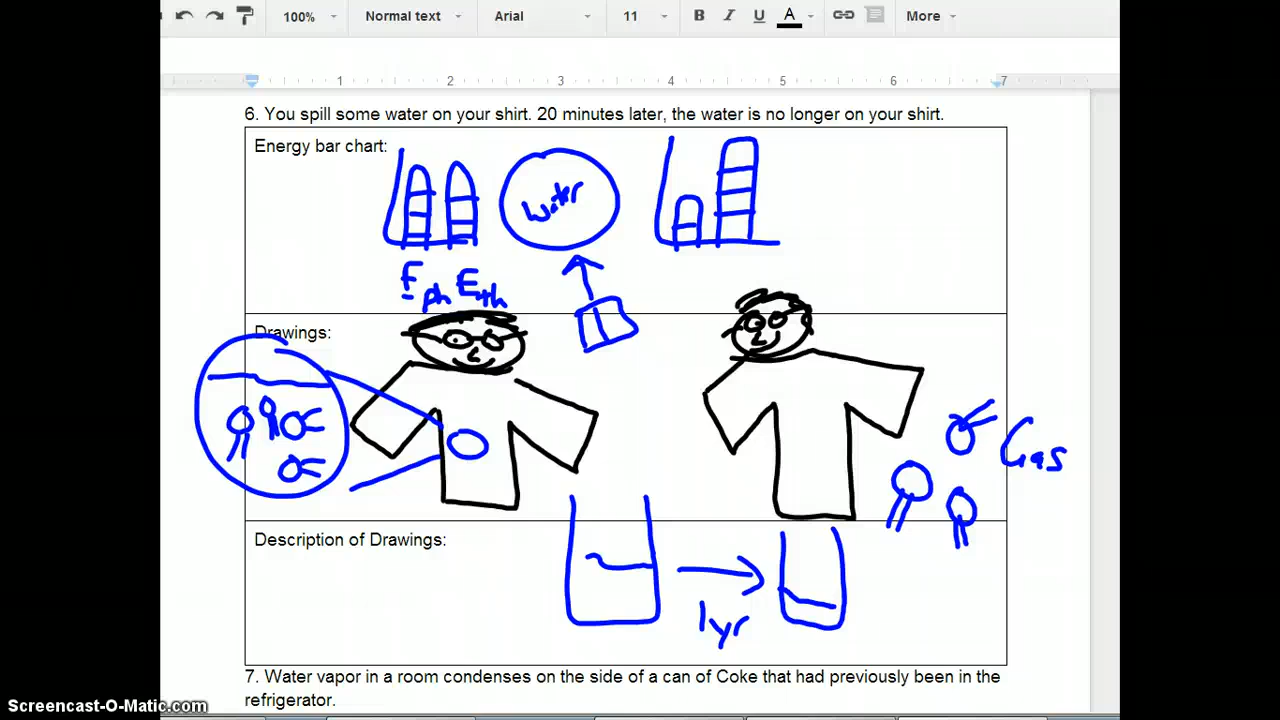 100% Normal text Arial 11 B I U A More
1 2 3 4 5 6 7
6. You spill some water on your shirt. 20 minutes later, the water is no longer on your shirt.
Energy bar chart:
water
Eph Eth
Drawings:
Gas
Description of Drawings:
1yr
7. Water vapor in a room condenses on the side of a can of Coke that had previously been in the
refrigerator.
Screencast-O-Matic.com